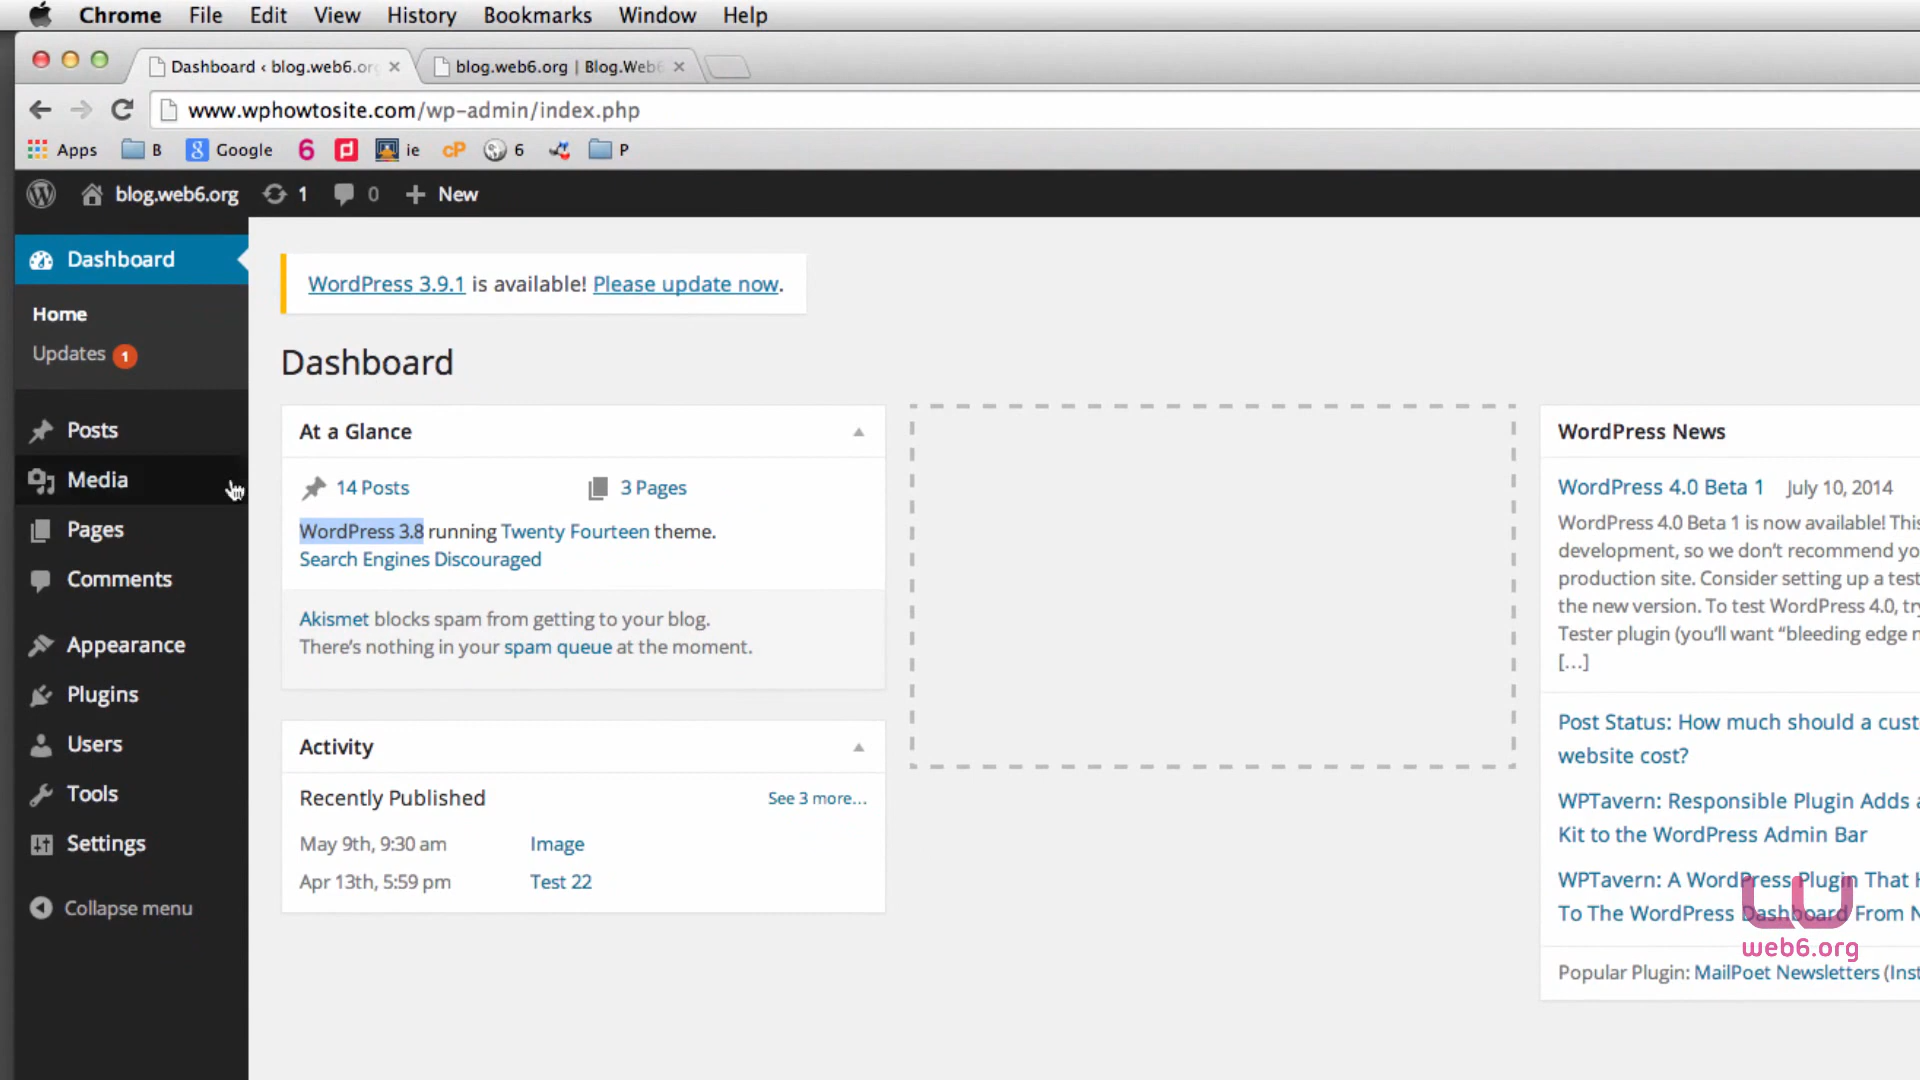 Chrome File Edit View History Bookmarks Window Help
Dashboard ‹ blog.web6.or
blog.web6.org | Blog.Web6
www.wphowtosite.com/wp-admin/index.php
Apps B Google 6 ie cP 6 P
blog.web6.org 1 0 + New
Dashboard
Home
Updates 1
Posts
Media
Pages
Comments
Appearance
Plugins
Users
Tools
Settings
Collapse menu
WordPress 3.9.1 is available! Please update now.
Dashboard
At a Glance
14 Posts 3 Pages
WordPress 3.8 running Twenty Fourteen theme.
Search Engines Discouraged
Akismet blocks spam from getting to your blog.
There's nothing in your spam queue at the moment.
Activity
Recently Published See 3 more...
May 9th, 9:30 am Image
Apr 13th, 5:59 pm Test 22
WordPress News
WordPress 4.0 Beta 1 July 10, 2014
WordPress 4.0 Beta 1 is now available! This
development, so we don't recommend yo
production site. Consider setting up a test
the new version. To test WordPress 4.0, try
Tester plugin (you'll want "bleeding edge n
[…]
Post Status: How much should a cust
website cost?
WPTavern: Responsible Plugin Adds a
Kit to the WordPress Admin Bar
WPTavern: A WordPress Plugin That H
To The WordPress Dashboard From N
web6.org
Popular Plugin: MailPoet Newsletters (Inst